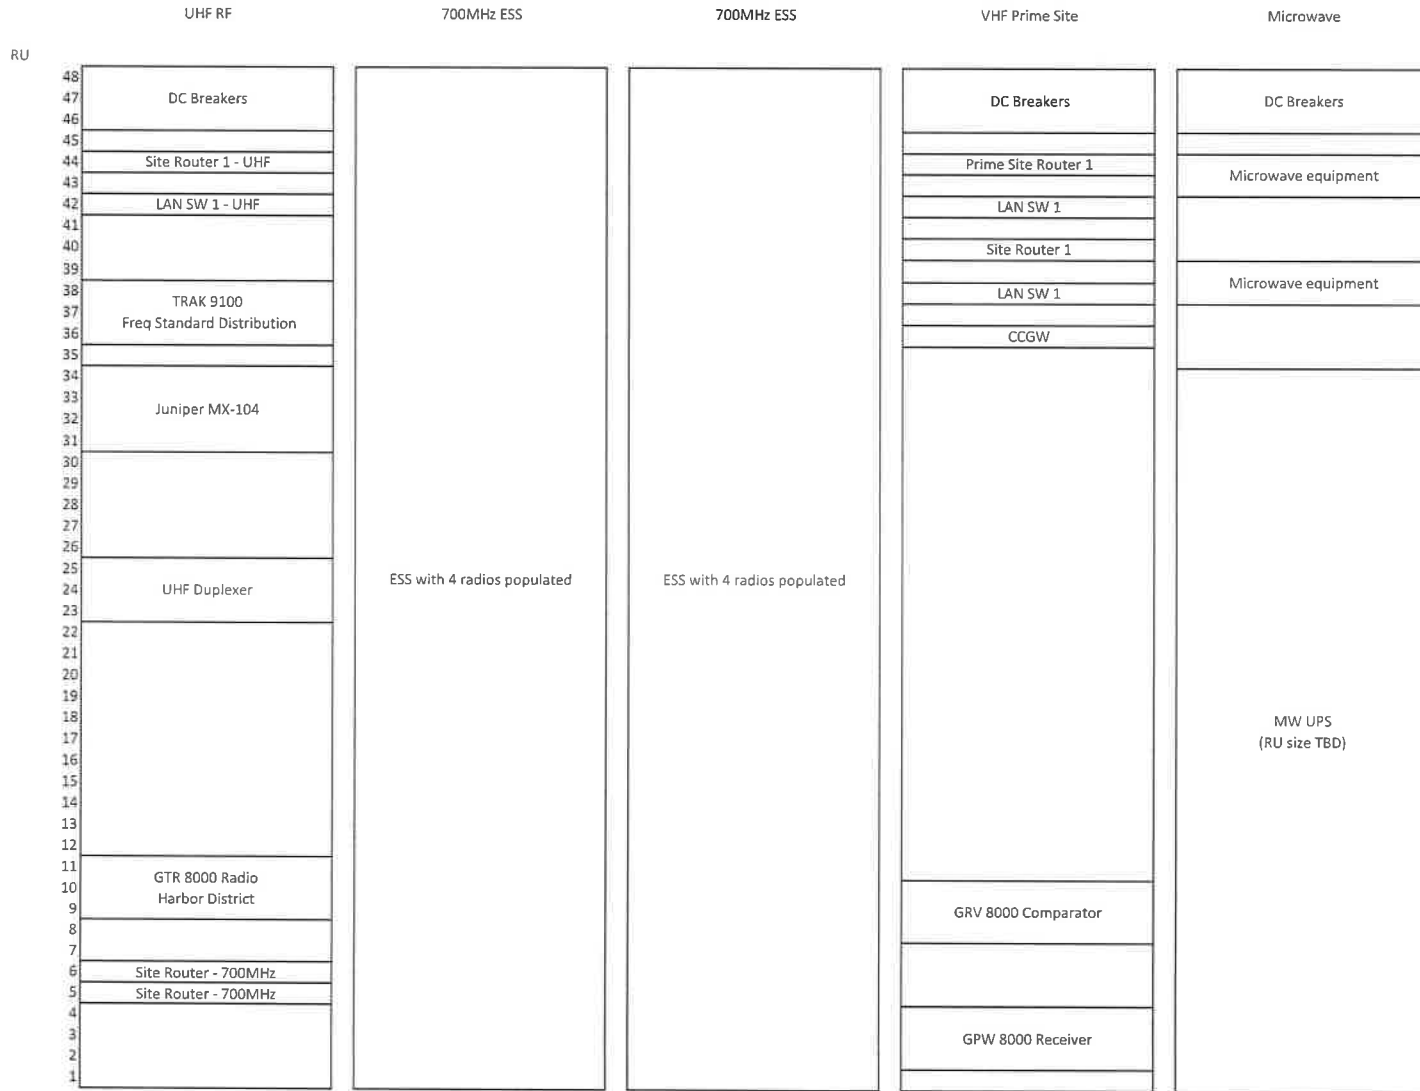 UHF RF
700MHz ESS
700MHz ESS
VHF Prime Site
Microwave
RU
48
47
46
45
44
43
42
41
40
39
38
37
36
35
34
33
32
31
30
29
28
27
26
25
24
23
22
21
20
19
18
17
16
15
14
13
12
11
10
9
8
7
6
5
4
3
2
1
DC Breakers
Site Router 1 - UHF
LAN SW 1 - UHF
TRAK 9100
Freq Standard Distribution
Juniper MX-104
UHF Duplexer
GTR 8000 Radio
Harbor District
Site Router - 700MHz
Site Router - 700MHz
ESS with 4 radios populated
ESS with 4 radios populated
DC Breakers
Prime Site Router 1
LAN SW 1
Site Router 1
LAN SW 1
CCGW
GRV 8000 Comparator
GPW 8000 Receiver
DC Breakers
Microwave equipment
Microwave equipment
MW UPS
(RU size TBD)